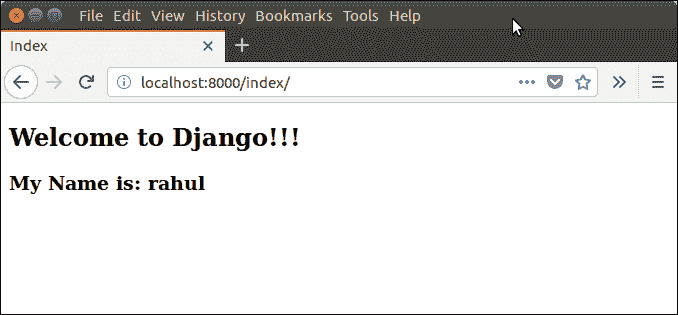 File Edit View History Bookmarks Tools Help
Index
localhost:8000/index/
Welcome to Django!!!
My Name is: rahul